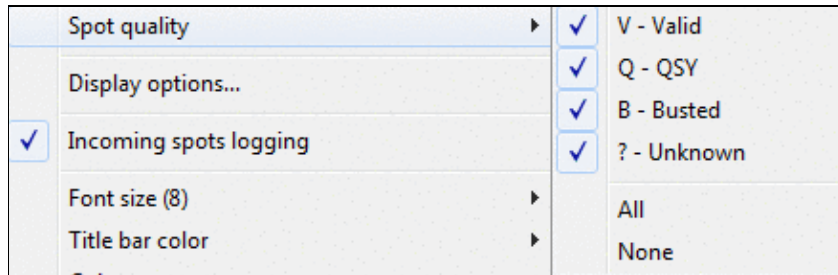 Spot quality
Display options...
Incoming spots logging
Font size (8)
Title bar color
V - Valid
Q - QSY
B - Busted
? - Unknown
All
None